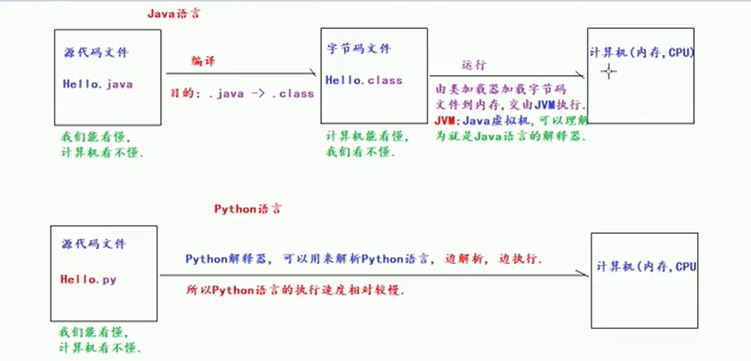 Java语言
源代码文件
Hello.java
编译
目的: .java -> .class
字节码文件
Hello.class
运行
由类加载器加载字节码
文件到内存,交由JVM执行.
JVM:Java虚拟机,可以理解
为就是Java语言的解释器.
计算机(内存,CPU)
我们能看懂,
计算机看不懂.
计算机能看懂,
我们看不懂.
Python语言
源代码文件
Hello.py
Python解释器, 可以用来解析Python语言, 边解析, 边执行.
所以Python语言的执行速度相对较慢.
计算机(内存,CPU
我们能看懂,
计算机看不懂.